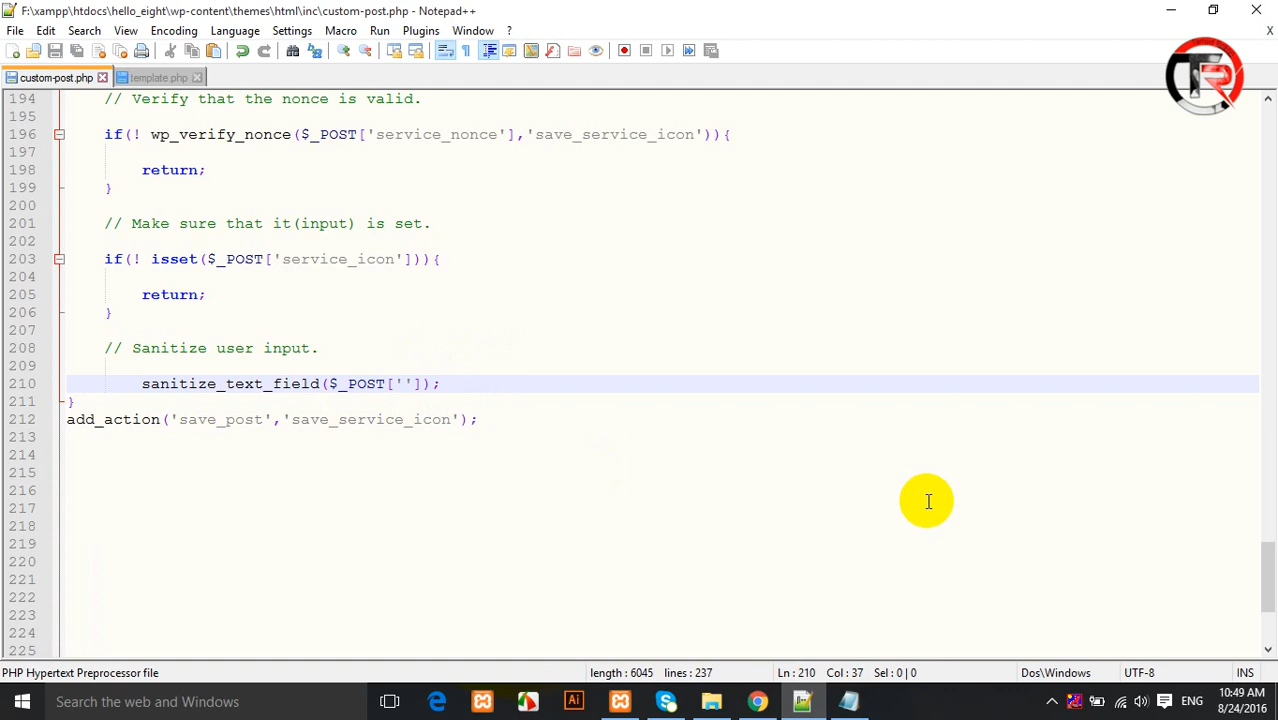 F:\xampp\htdocs\hello_eight\wp-content\themes\html\inc\custom-post.php - Notepad++
File Edit Search View Encoding Language Settings Macro Run Plugins Window ?
X
custom-post.php template.php
TR
194 // Verify that the nonce is valid.
195
196 if(! wp_verify_nonce($_POST['service_nonce'],'save_service_icon')){
197
198 return;
199 }
200
201 // Make sure that it(input) is set.
202
203 if(! isset($_POST['service_icon'])){
204
205 return;
206 }
207
208 // Sanitize user input.
209
210 sanitize_text_field($_POST['']);
211 }
212 add_action('save_post','save_service_icon');
213
214
215
216
217
218
219
220
221
222
223
224
225
PHP Hypertext Preprocessor file length : 6045 lines : 237 Ln : 210 Col : 37 Sel : 0 | 0 Dos\Windows UTF-8 INS
Search the web and Windows
Ai
ENG
10:49 AM
8/24/2016